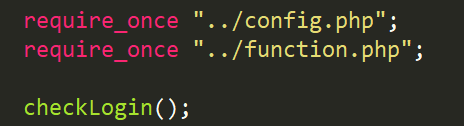 require_once "../config.php";
require_once "../function.php";
checkLogin();